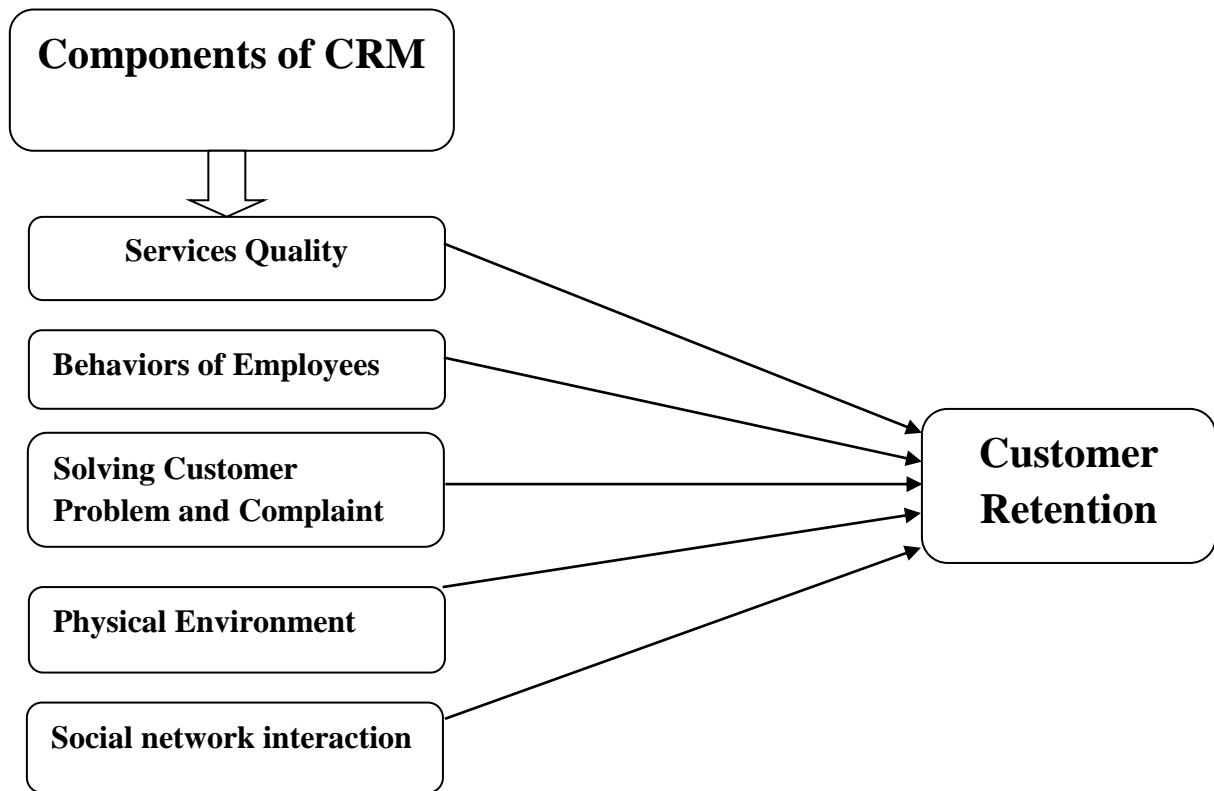 Components of CRM
Services Quality
Behaviors of Employees
Solving Customer
Problem and Complaint
Physical Environment
Social network interaction
Customer
Retention